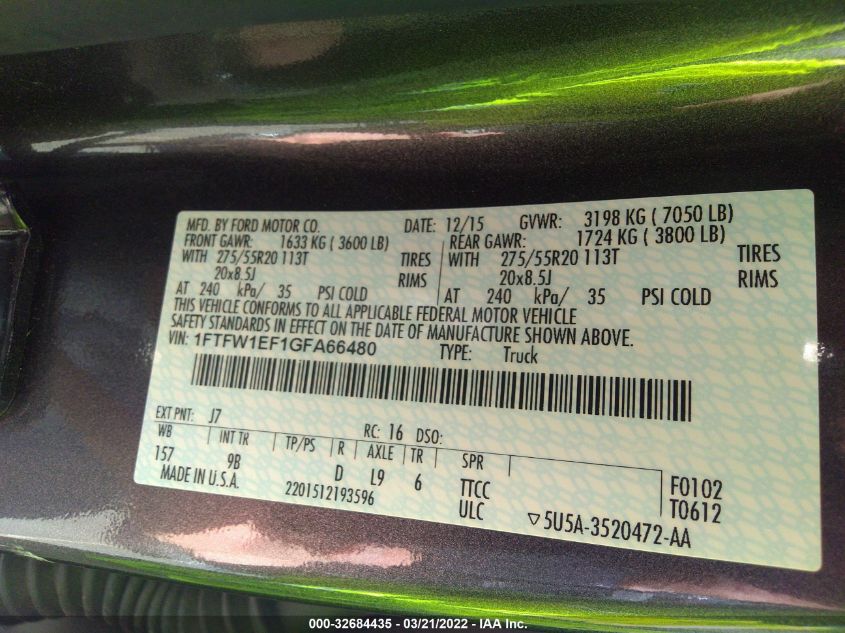 MFD. BY FORD MOTOR CO. DATE: 12/15 GVWR: 3198 KG ( 7050 LB)
FRONT GAWR: 1633 KG ( 3600 LB) REAR GAWR: 1724 KG ( 3800 LB)
WITH 275/55R20 113T TIRES WITH 275/55R20 113T TIRES
20x8.5J RIMS 20x8.5J RIMS
AT 240 kPa/ 35 PSI COLD AT 240 kPa/ 35 PSI COLD
THIS VEHICLE CONFORMS TO ALL APPLICABLE FEDERAL MOTOR VEHICLE
SAFETY STANDARDS IN EFFECT ON THE DATE OF MANUFACTURE SHOWN ABOVE.
VIN: 1FTFW1EF1GFA66480 TYPE: Truck
EXT PNT: J7 RC: 16 DSO:
WB INT TR TP/PS R AXLE TR SPR
157 9B D L9 6 TTCC F0102
MADE IN U.S.A. 2201512193596 ULC T0612
▽5U5A-3520472-AA
000-32684435 - 03/21/2022 - IAA Inc.